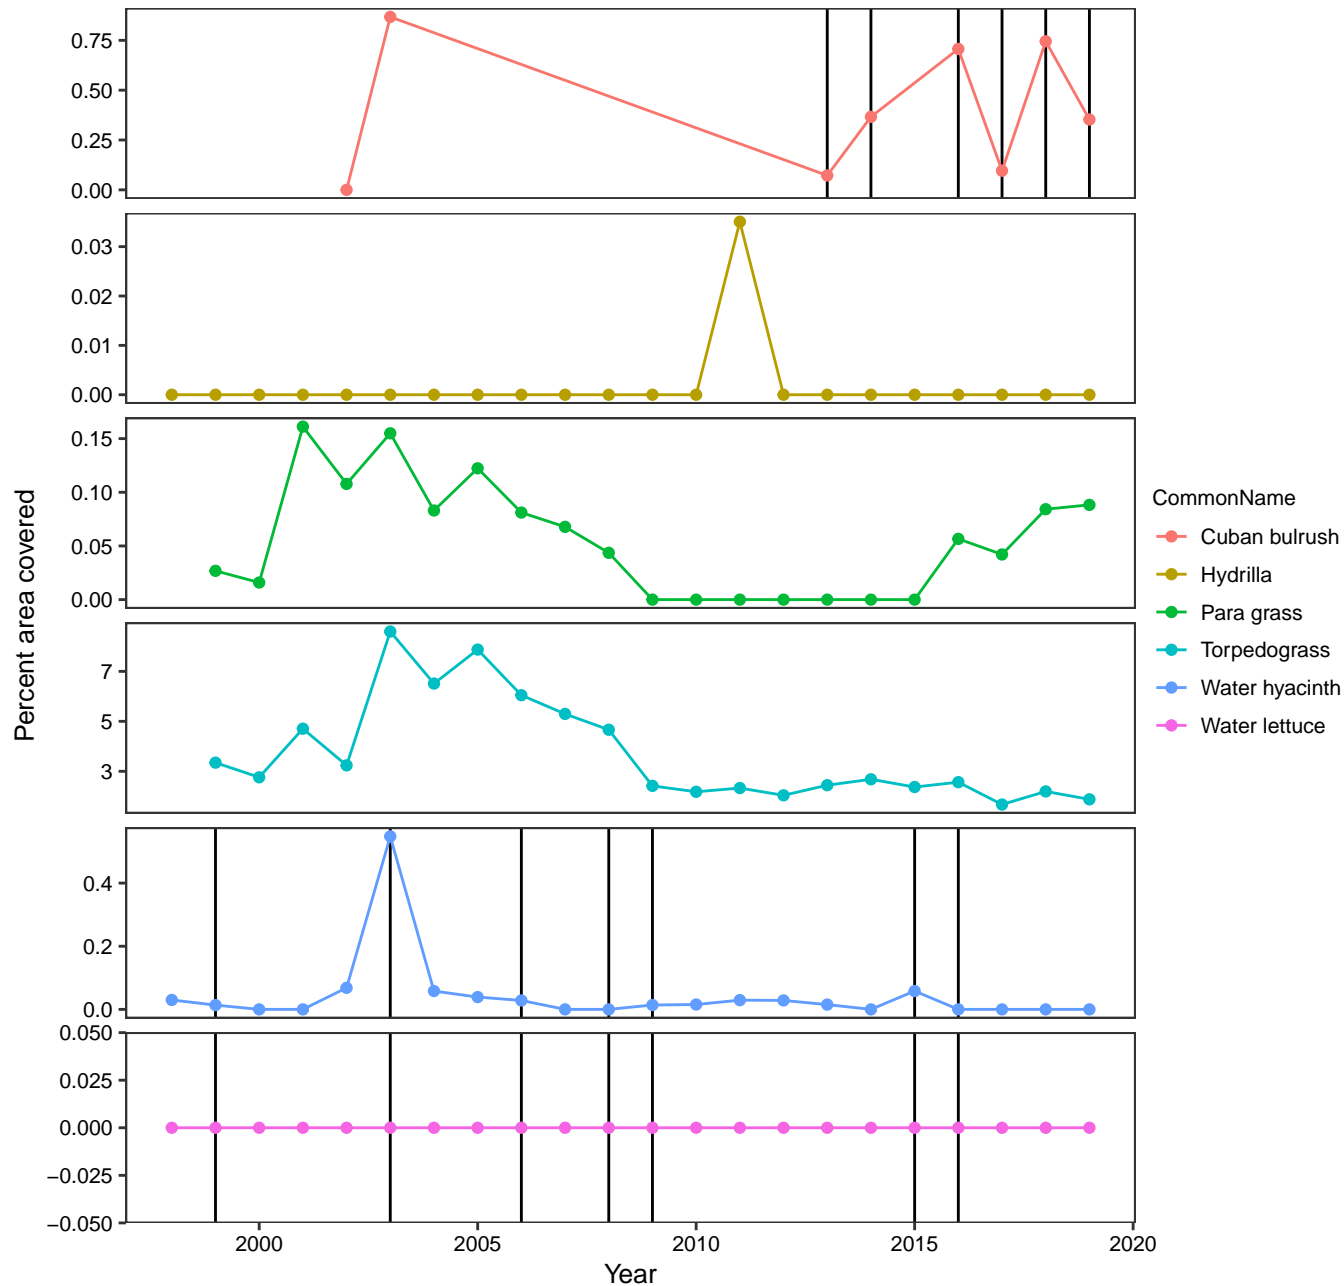 0.75
0.50
0.25
0.00
0.03
0.02
0.01
0.00
0.15
0.10
0.05
0.00
7
5
3
0.4
0.2
0.0
0.050
0.025
0.000
−0.025
−0.050
2000 2005 2010 2015 2020
Year
Percent area covered
CommonName
Cuban bulrush
Hydrilla
Para grass
Torpedograss
Water hyacinth
Water lettuce